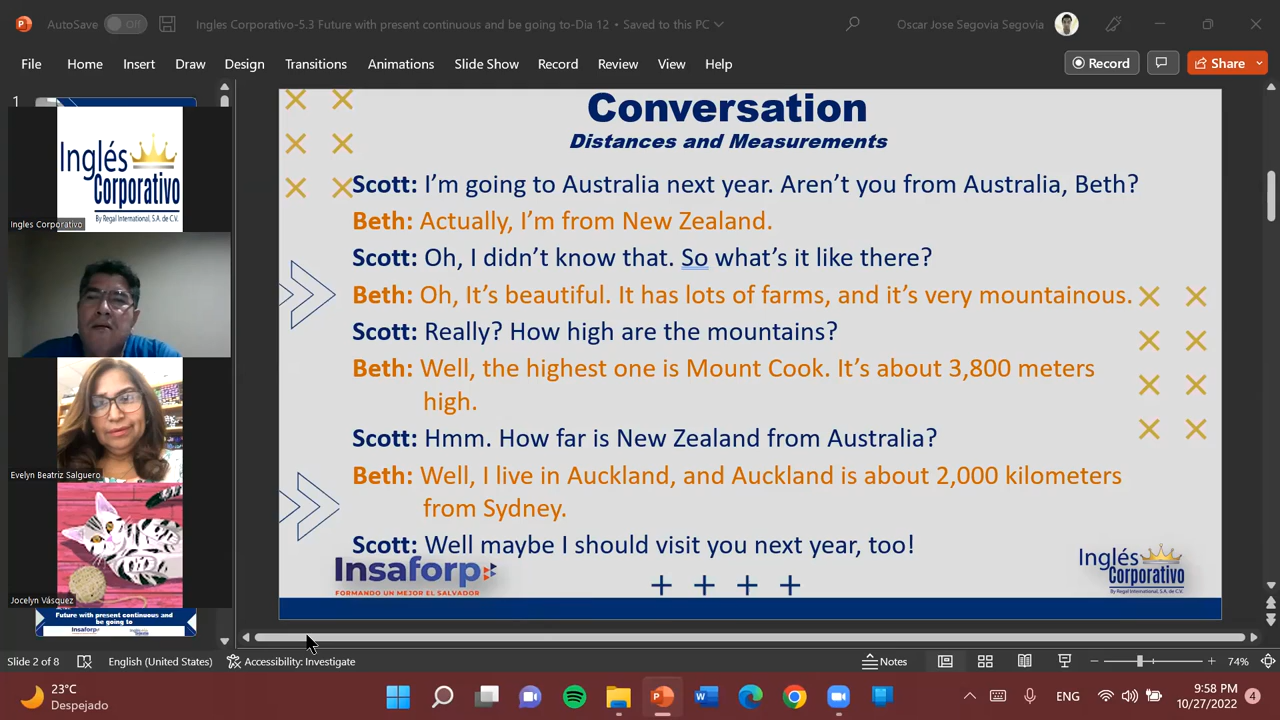 AutoSave Off Ingles Corporativo-5.3 Future with present continuous and be going to-Dia 12 • Saved to this PC Oscar Jose Segovia Segovia
File Home Insert Draw Design Transitions Animations Slide Show Record Review View Help Record Share
1
Inglés
Corporativo
By Regal International, S.A. de C.V.
Ingles Corporativo
Evelyn Beatriz Salguero
Jocelyn Vásquez
Future with present continuous and
be going to
Insaforp
Conversation
Distances and Measurements
Scott: I'm going to Australia next year. Aren't you from Australia, Beth?
Beth: Actually, I'm from New Zealand.
Scott: Oh, I didn't know that. So what's it like there?
Beth: Oh, It's beautiful. It has lots of farms, and it's very mountainous.
Scott: Really? How high are the mountains?
Beth: Well, the highest one is Mount Cook. It's about 3,800 meters
high.
Scott: Hmm. How far is New Zealand from Australia?
Beth: Well, I live in Auckland, and Auckland is about 2,000 kilometers
from Sydney.
Scott: Well maybe I should visit you next year, too!
Insaforp
FORMANDO UN MEJOR EL SALVADOR
Inglés
Corporativo
By Regal International, S.A. de C.V.
Slide 2 of 8 English (United States) Accessibility: Investigate Notes 74%
23°C
Despejado
ENG
9:58 PM
10/27/2022
4